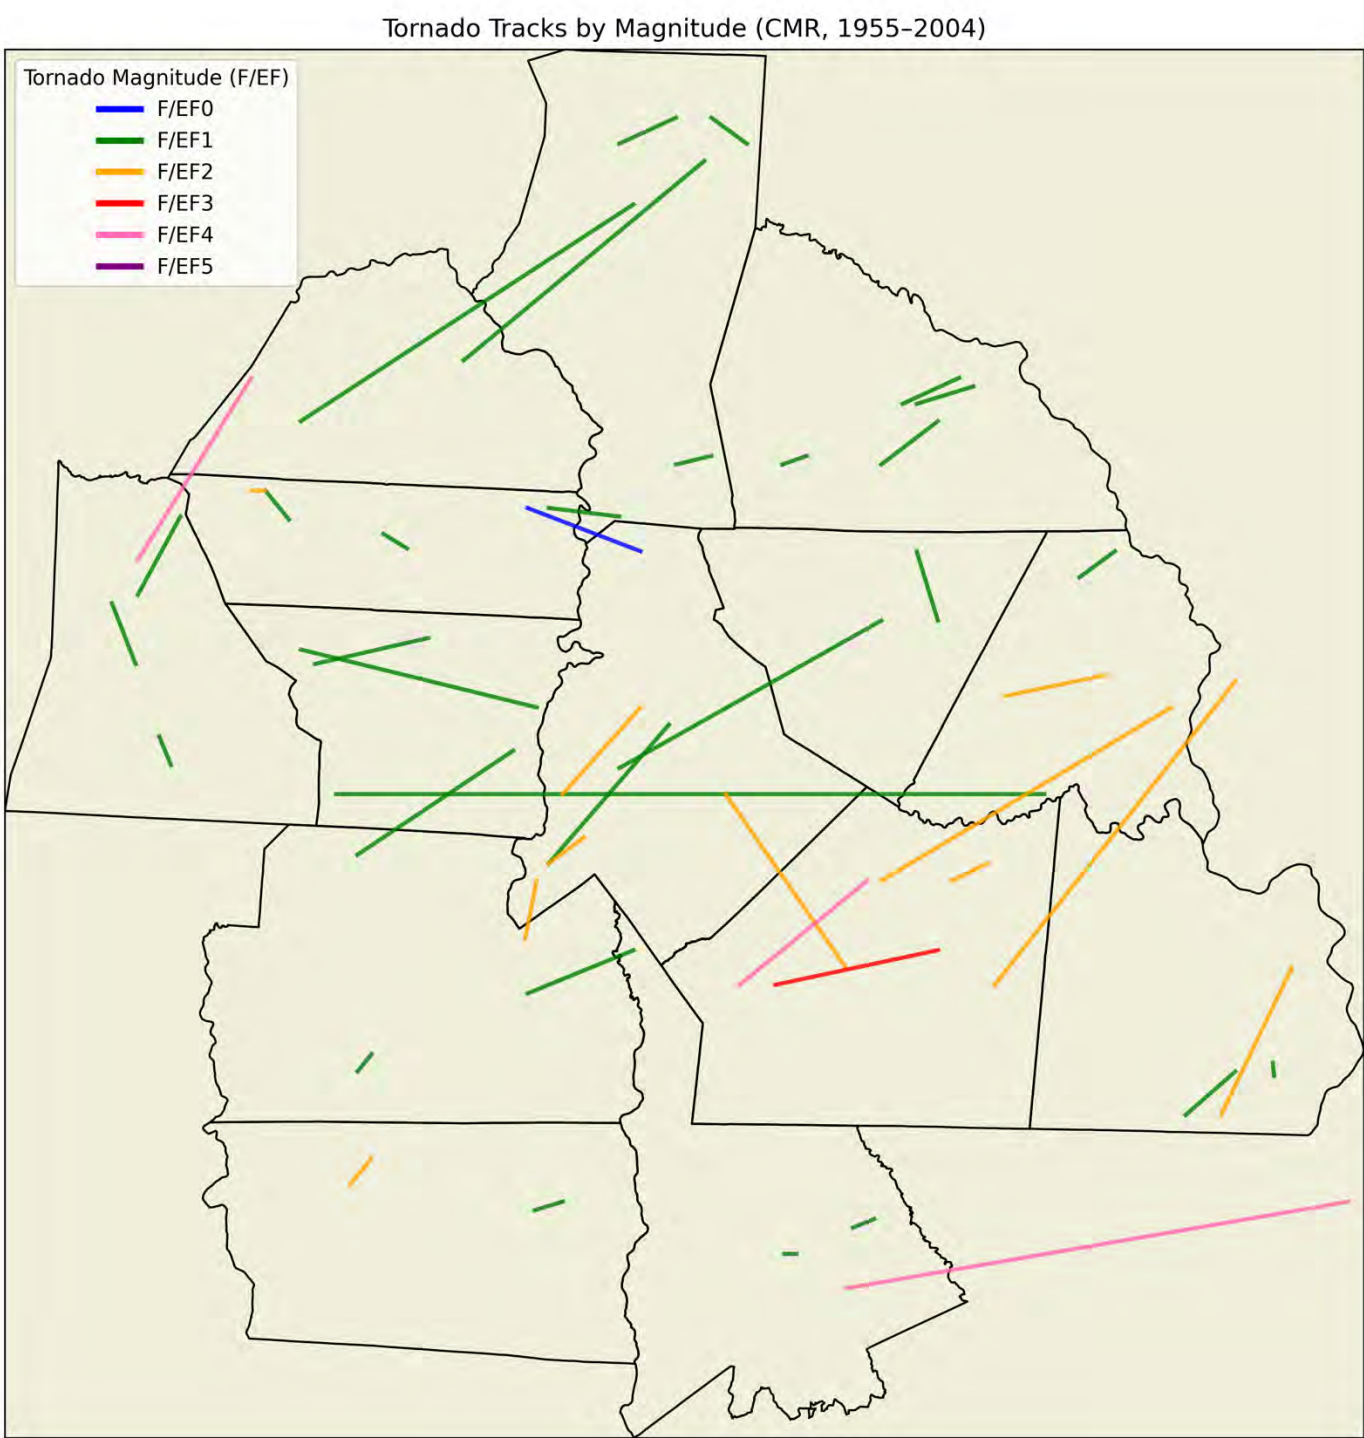 Tornado Tracks by Magnitude (CMR, 1955–2004)
Tornado Magnitude (F/EF)
F/EF0
F/EF1
F/EF2
F/EF3
F/EF4
F/EF5